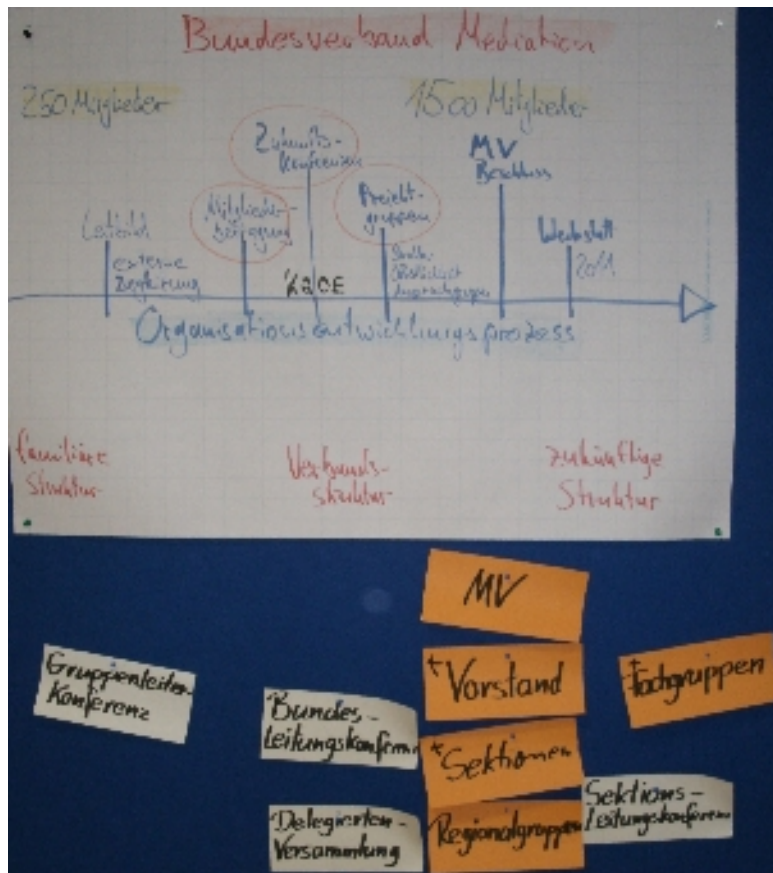 Bundesverband Mediation
250 Mitglieder
1500 Mitglieder
Zukunfts-
konferenz
MV
Beschluss
Mitglieder-
befragung
Projekt-
gruppen
Leitbild
externe
Begleitung
Werkstatt
2011
Organisationsentwicklungsprozess
familiäre
Struktur
Verbands-
struktur
zukünftige
Struktur
MV
Gruppenleiter
Konferenz
+Vorstand
Fachgruppen
Bundes-
Leitungskonferenz
+Sektionen
Delegierten-
Versammlung
Regionalgruppen
Sektions-
Leitungskonferenz